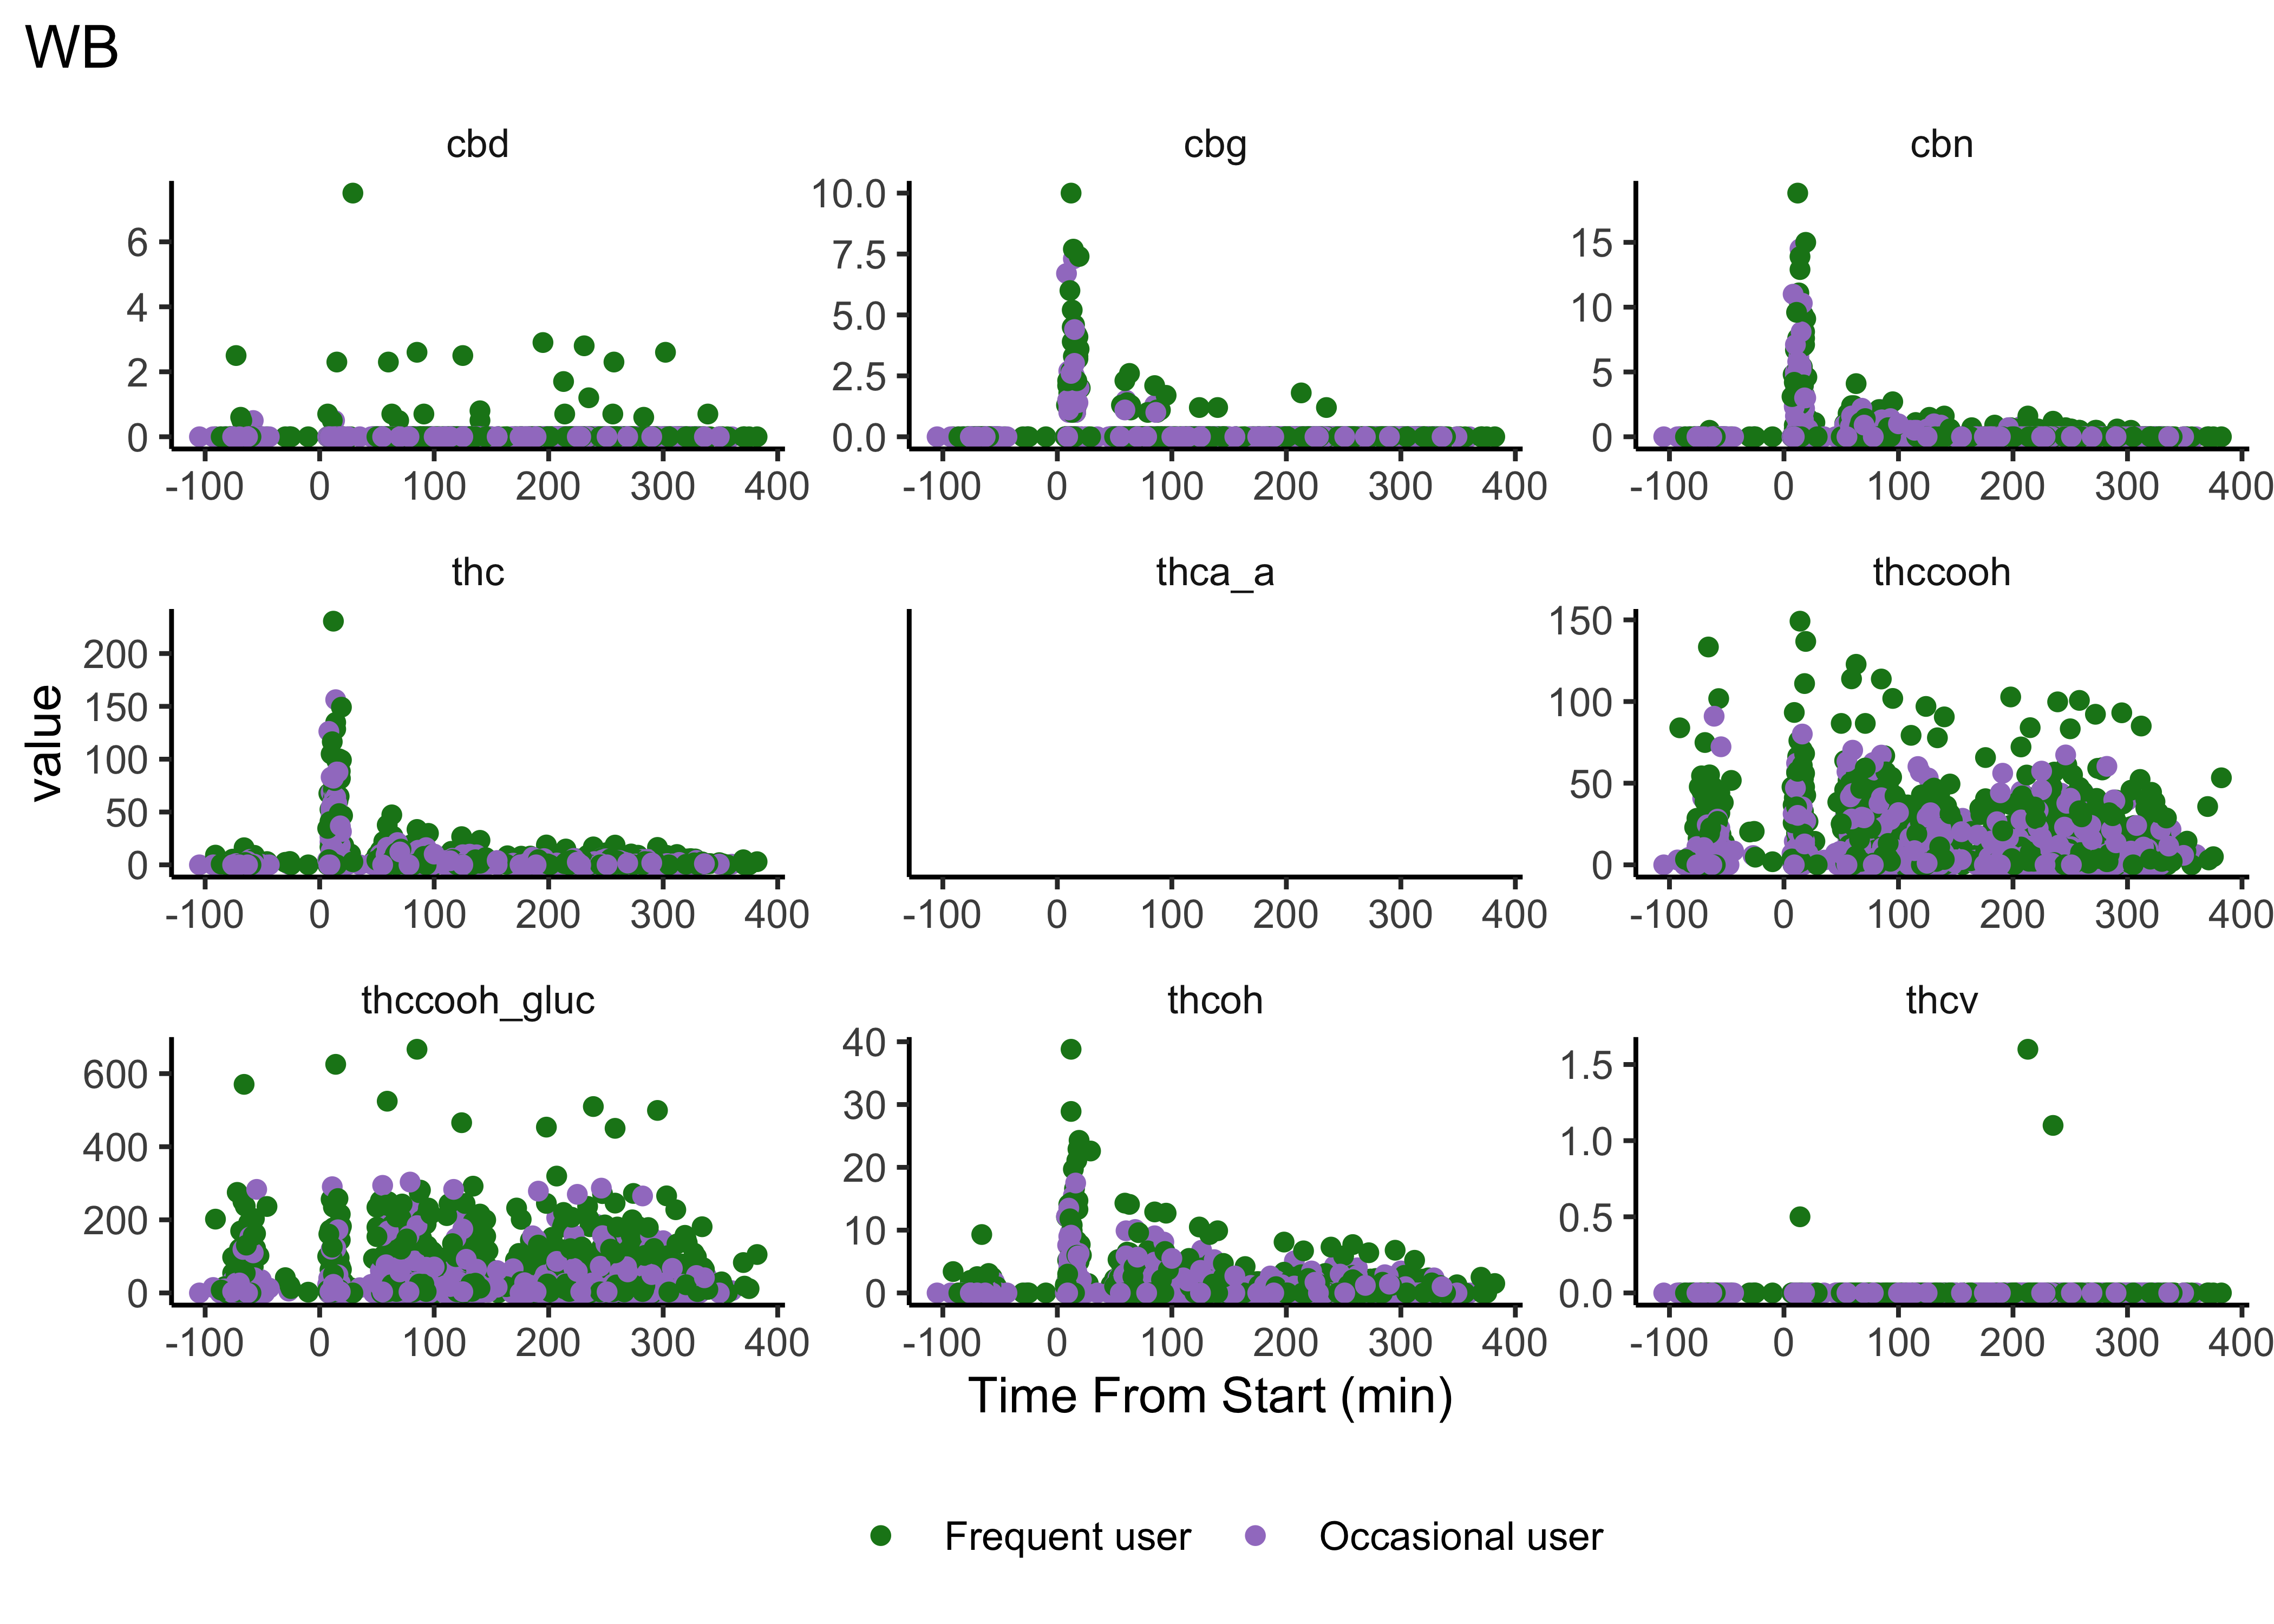 WB
cbd
cbg
cbn
6
4
2
0
10.0
7.5
5.0
2.5
0.0
15
10
5
0
-100 0 100 200 300 400
-100 0 100 200 300 400
-100 0 100 200 300 400
thc
thca_a
thccooh
value
200
150
100
50
0
150
100
50
0
-100 0 100 200 300 400
-100 0 100 200 300 400
-100 0 100 200 300 400
thccooh_gluc
thcoh
thcv
600
400
200
0
40
30
20
10
0
1.5
1.0
0.5
0.0
-100 0 100 200 300 400
-100 0 100 200 300 400
-100 0 100 200 300 400
Time From Start (min)
Frequent user Occasional user